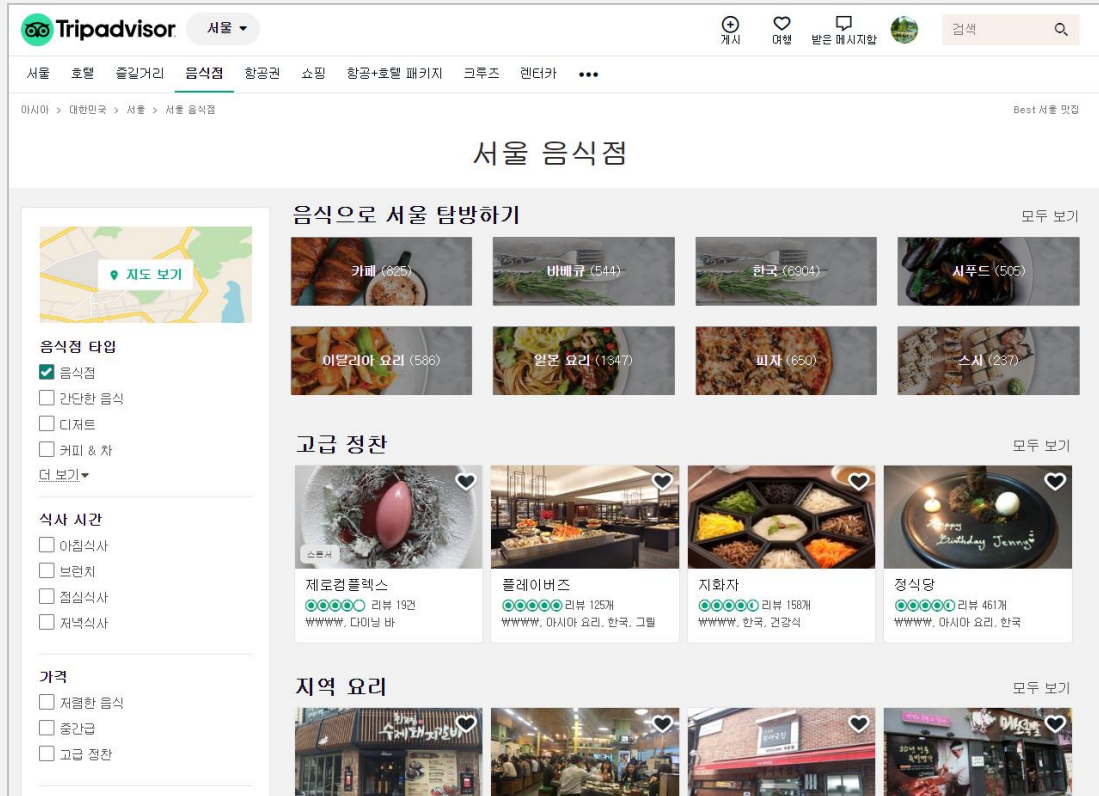 Tripadvisor
서울
게시
여행
받은 메시지함
검색
서울 호텔 즐길거리 음식점 항공권 쇼핑 항공+호텔 패키지 크루즈 렌터카 •••
아시아 > 대한민국 > 서울 > 서울 음식점
Best 서울 맛집
서울 음식점
지도 보기
음식점 타입
음식점
간단한 음식
디저트
커피 & 차
더 보기
식사 시간
아침식사
브런치
점심식사
저녁식사
가격
저렴한 음식
중간급
고급 정찬
음식으로 서울 탐방하기
모두 보기
카페 (825)
바베큐 (544)
한국 (6904)
시푸드 (505)
이탈리아 요리 (586)
일본 요리 (1347)
피자 (650)
스시 (237)
고급 정찬
모두 보기
스폰서
제로컴플렉스
리뷰 19건
₩₩₩₩, 다이닝 바
플레이버즈
리뷰 125개
₩₩₩₩, 아시아 요리, 한국, 그릴
지화자
리뷰 158개
₩₩₩₩, 한국, 건강식
Happy
Birthday Jenny
정식당
리뷰 461개
₩₩₩₩, 아시아 요리, 한국
지역 요리
모두 보기
수제돼지갈비